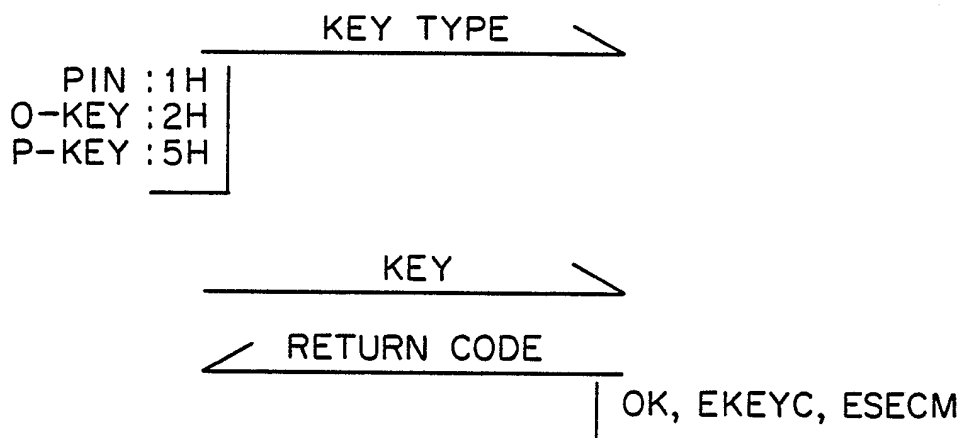 KEY TYPE
PIN : 1H
O-KEY : 2H
P-KEY : 5H
KEY
RETURN CODE
OK, EKEYC, ESECM